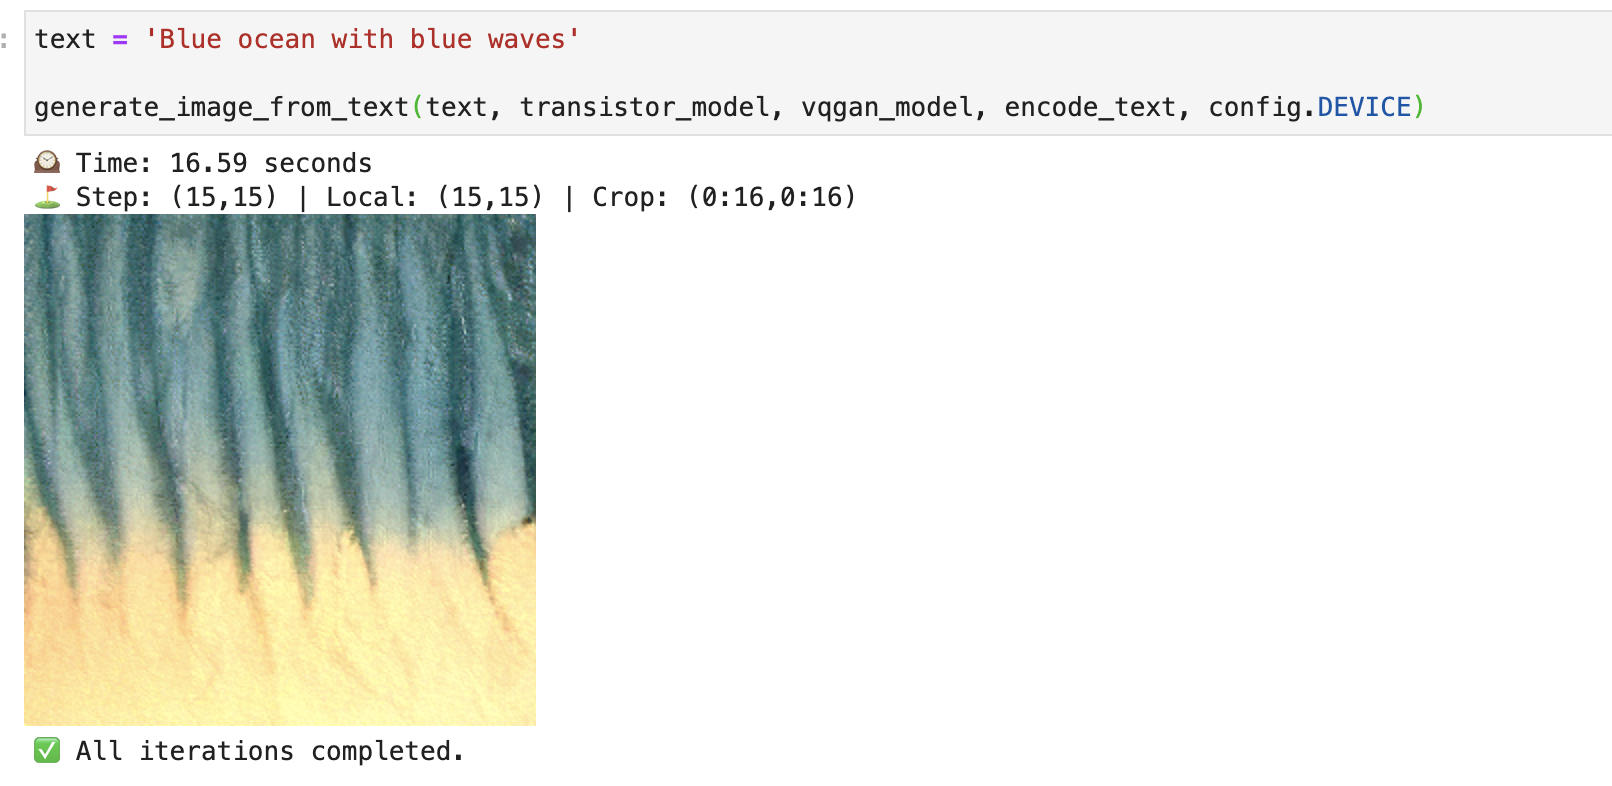 :
text = 'Blue ocean with blue waves'
generate_image_from_text(text, transistor_model, vqgan_model, encode_text, config.DEVICE)
🕰️ Time: 16.59 seconds
⛳ Step: (15,15) | Local: (15,15) | Crop: (0:16,0:16)
✅ All iterations completed.